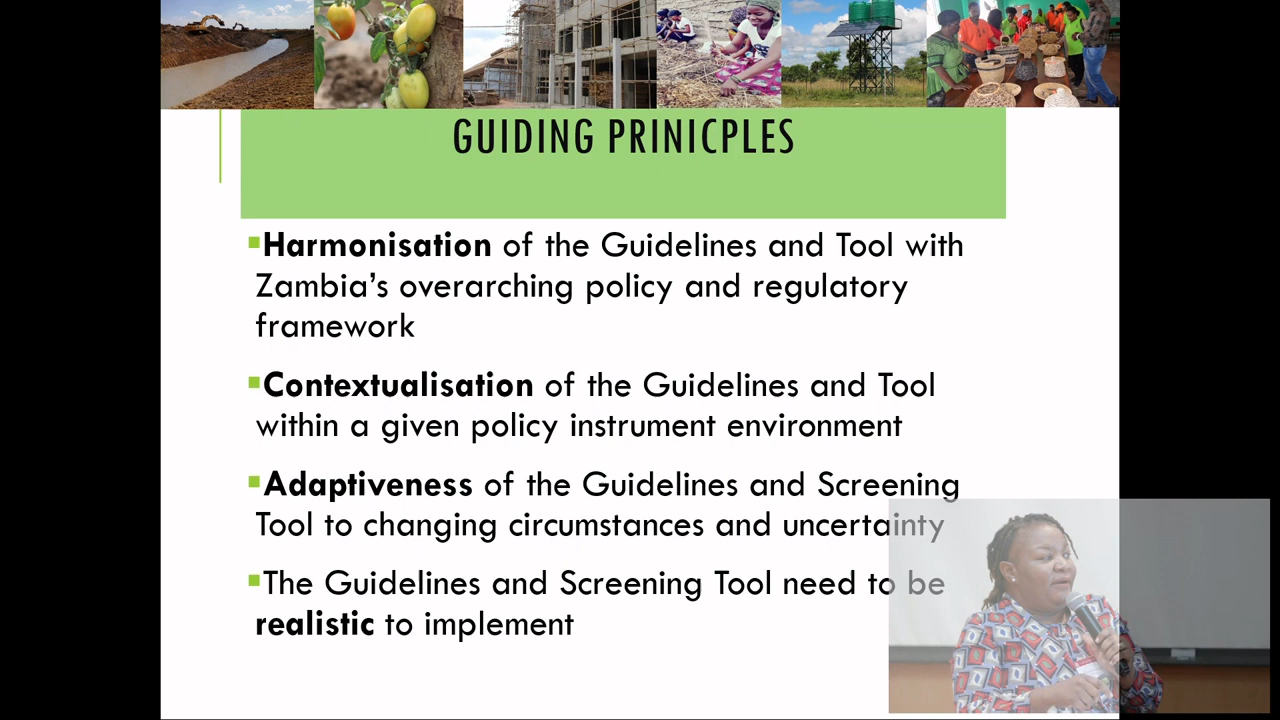 GUIDING PRINICPLES
Harmonisation of the Guidelines and Tool with
Zambia’s overarching policy and regulatory
framework
Contextualisation of the Guidelines and Tool
within a given policy instrument environment
Adaptiveness of the Guidelines and Screening
Tool to changing circumstances and uncertainty
The Guidelines and Screening Tool need to be
realistic to implement